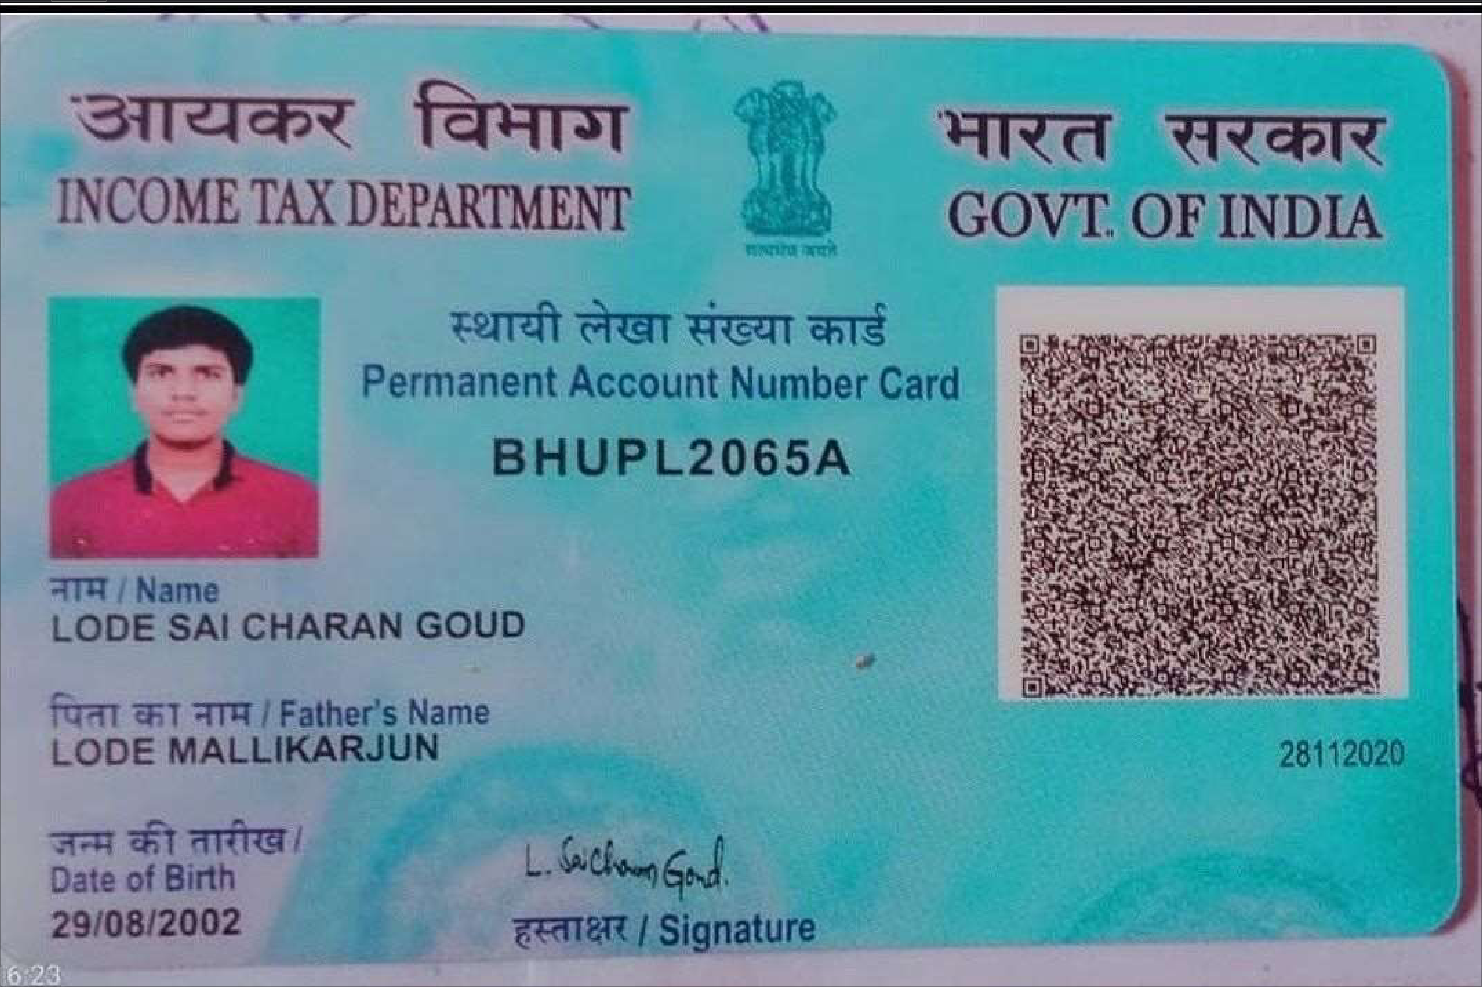 आयकर विभाग
INCOME TAX DEPARTMENT
भारत सरकार
GOVT. OF INDIA
सत्यमेव जयते
स्थायी लेखा संख्या कार्ड
Permanent Account Number Card
BHUPL2065A
नाम / Name
LODE SAI CHARAN GOUD
पिता का नाम / Father's Name
LODE MALLIKARJUN
28112020
जन्म की तारीख /
Date of Birth
29/08/2002
L. Sai Charan Goud.
हस्ताक्षर / Signature
6:23